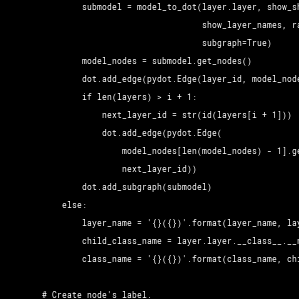 submodel = model_to_dot(layer.layer, show_sh
show_layer_names, ra
subgraph=True)
model_nodes = submodel.get_nodes()
dot.add_edge(pydot.Edge(layer_id, model_node
if len(layers) > i + 1:
next_layer_id = str(id(layers[i + 1]))
dot.add_edge(pydot.Edge(
model_nodes[len(model_nodes) - 1].ge
next_layer_id))
dot.add_subgraph(submodel)
else:
layer_name = '{}({})'.format(layer_name, lay
child_class_name = layer.layer.__class__.__n
class_name = '{}({})'.format(class_name, chi
# Create node's label.